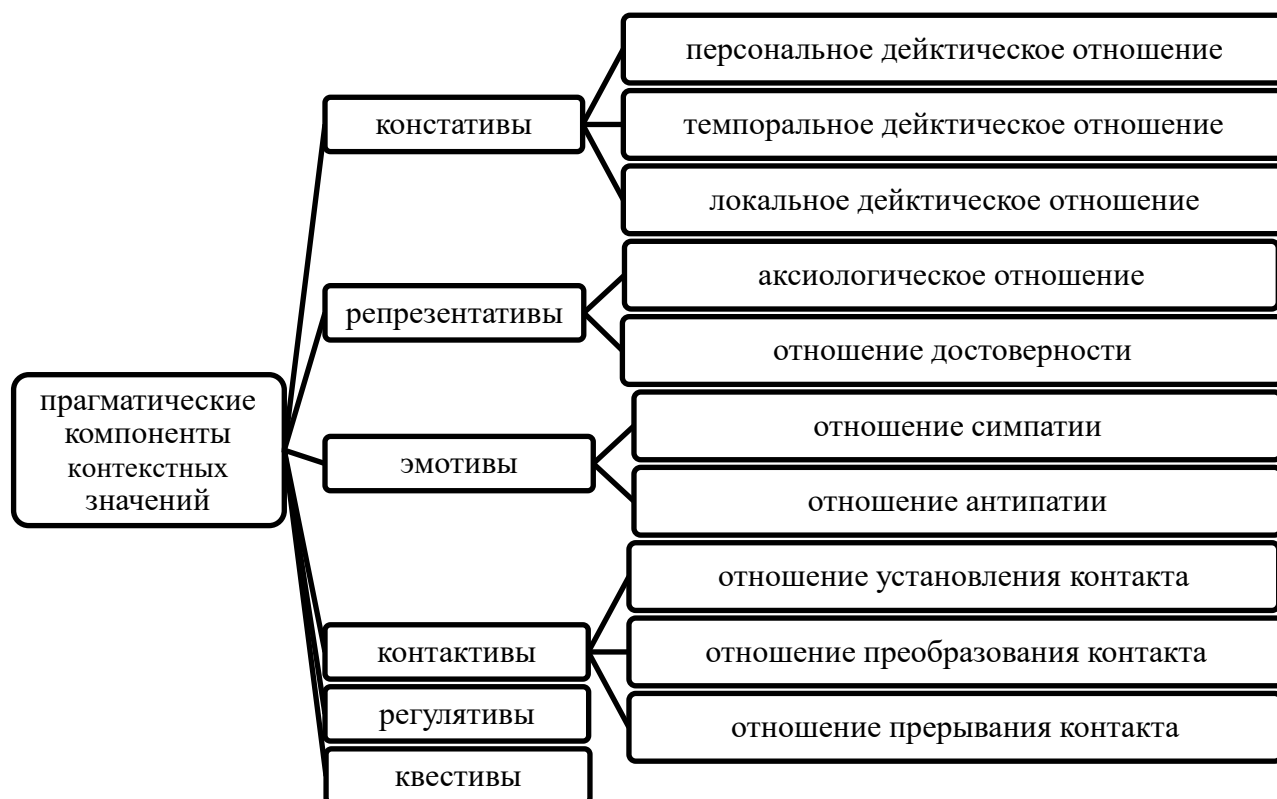 прагматические
компоненты
контекстных
значений
констативы
персональное дейктическое отношение
темпоральное дейктическое отношение
локальное дейктическое отношение
репрезентативы
аксиологическое отношение
отношение достоверности
эмотивы
отношение симпатии
отношение антипатии
контактивы
отношение установления контакта
отношение преобразования контакта
отношение прерывания контакта
регулятивы
квестивы